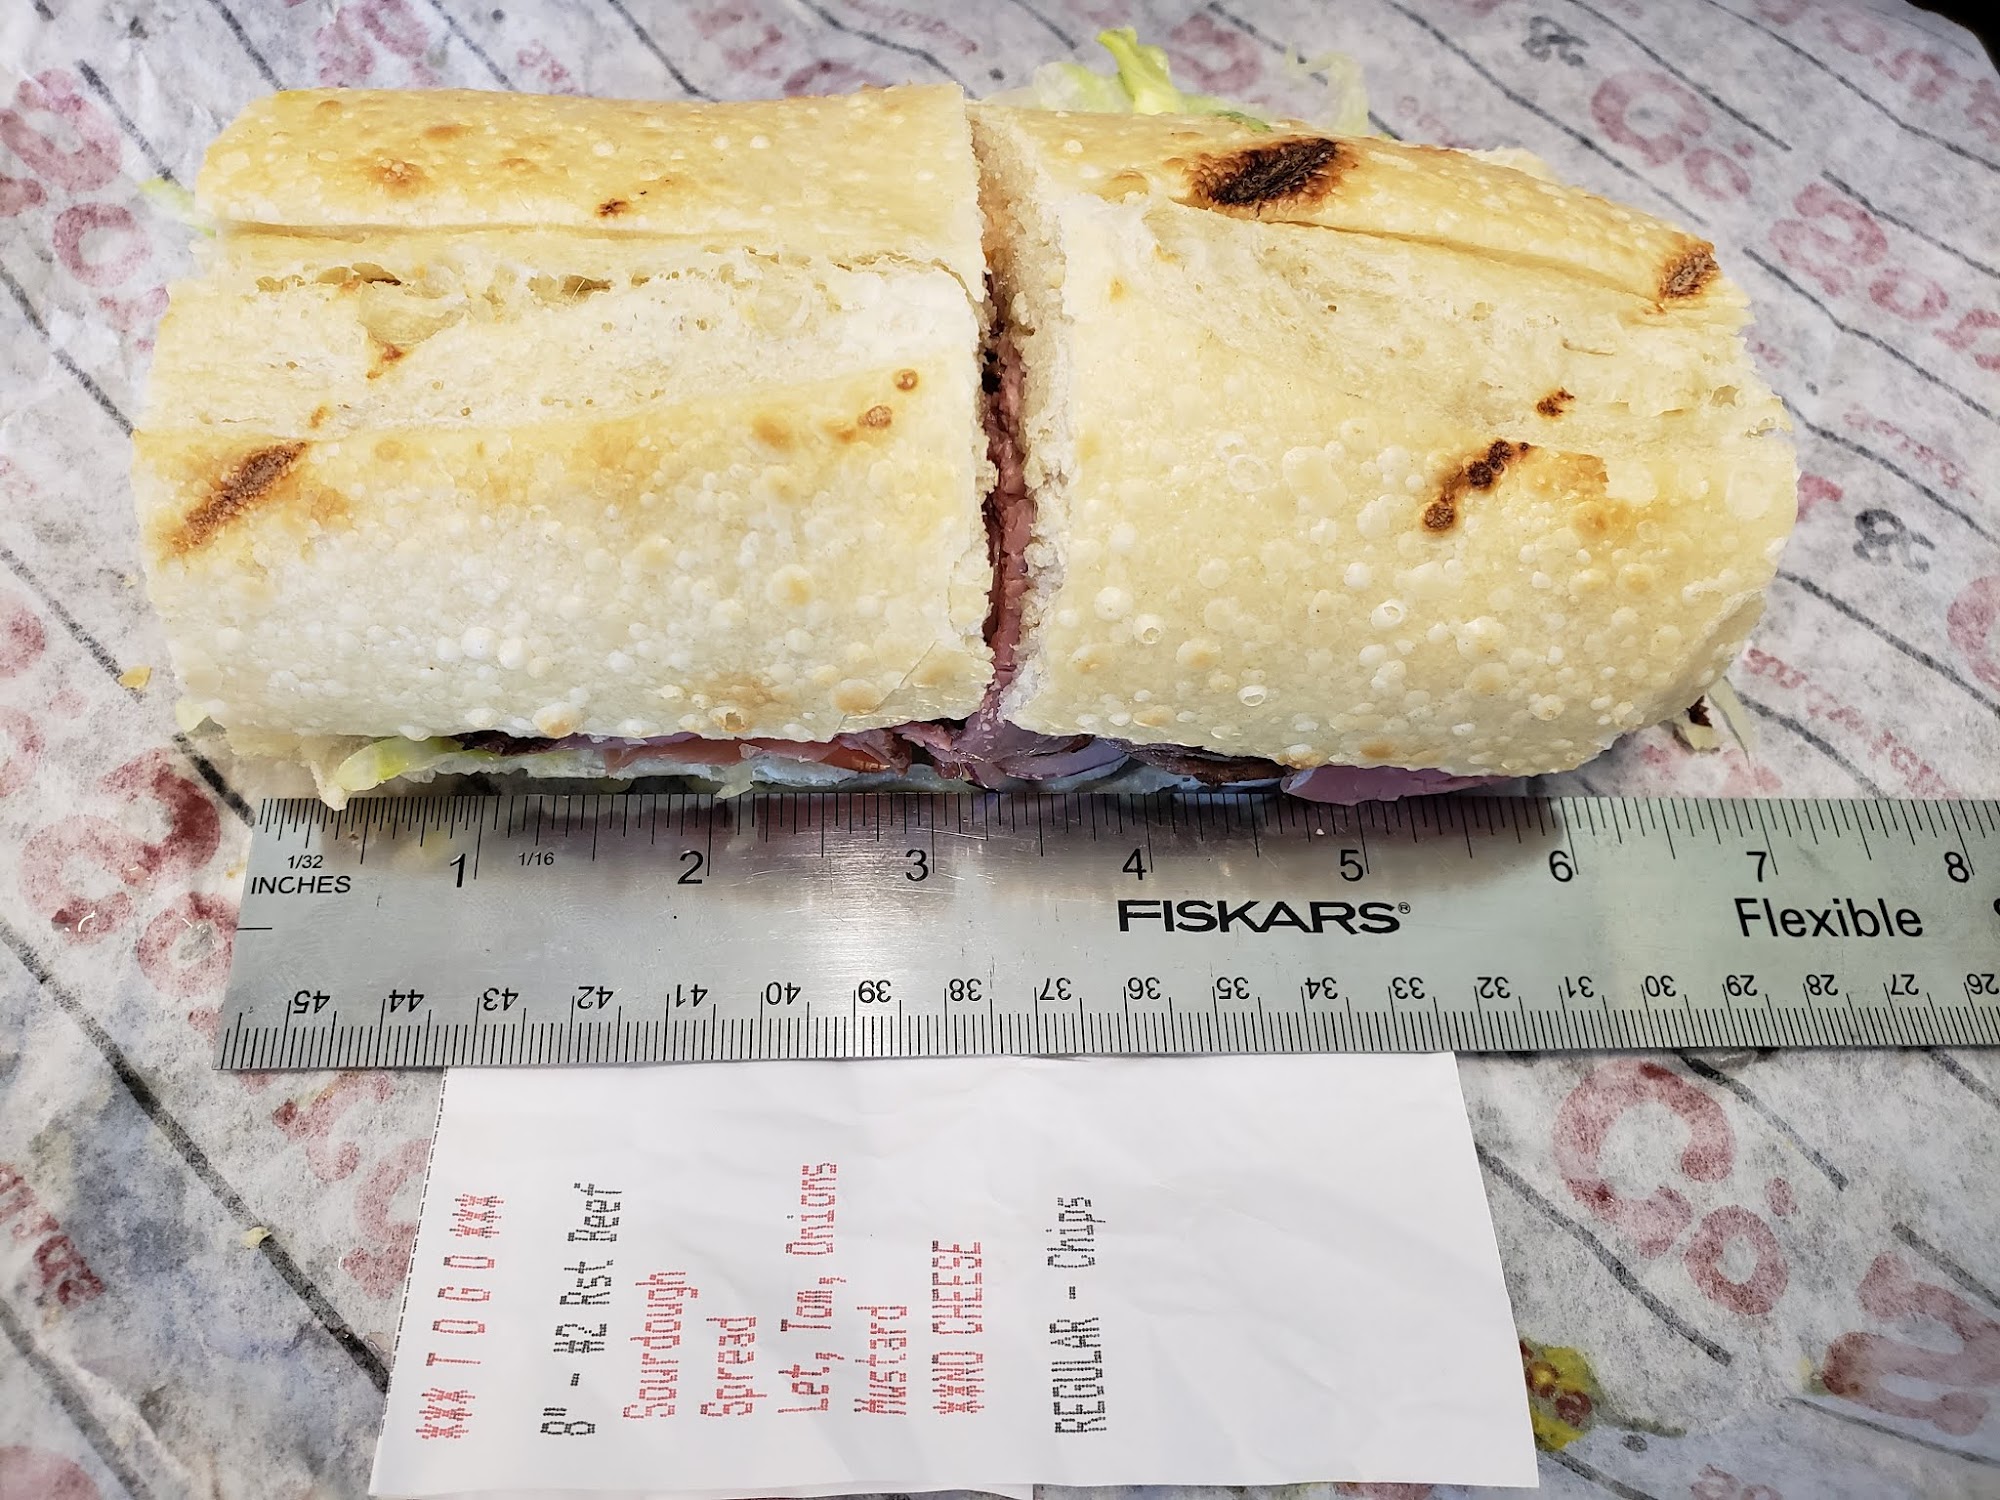 1/32
INCHES
1 1/16 2 3 4 5 6 7 8
FISKARS®
Flexible
45 44 43 42 41 40 39 38 37 36 35 34 33 32 31 30 29 28 27 26
*** T O G O ***
8" - #2 Rst. Beef
Sourdough
Spread
Let, Tom, Onions
Mustard
**NO CHEESE
REGULAR - Chips